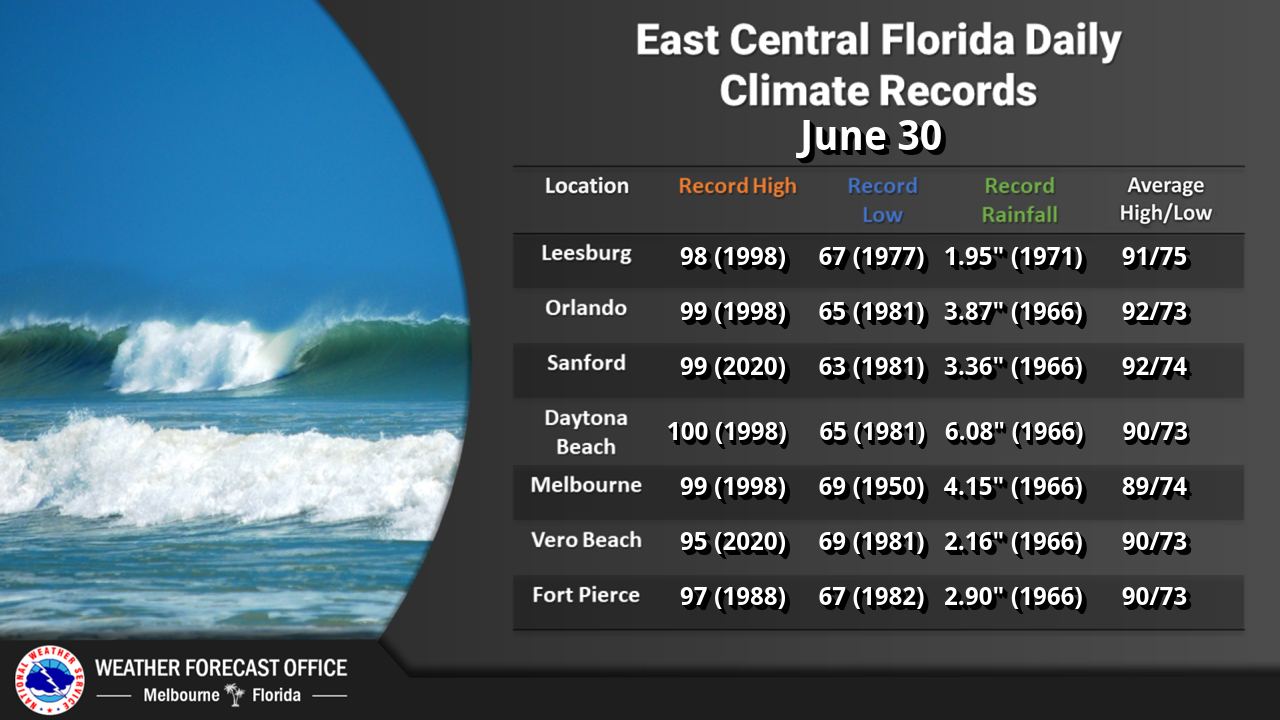 East Central Florida Daily
Climate Records
June 30
Location Record High Record Low Record Rainfall Average High/Low
Leesburg 98 (1998) 67 (1977) 1.95" (1971) 91/75
Orlando 99 (1998) 65 (1981) 3.87" (1966) 92/73
Sanford 99 (2020) 63 (1981) 3.36" (1966) 92/74
Daytona Beach 100 (1998) 65 (1981) 6.08" (1966) 90/73
Melbourne 99 (1998) 69 (1950) 4.15" (1966) 89/74
Vero Beach 95 (2020) 69 (1981) 2.16" (1966) 90/73
Fort Pierce 97 (1988) 67 (1982) 2.90" (1966) 90/73
NATIONAL WEATHER SERVICE
WEATHER FORECAST OFFICE
Melbourne Florida